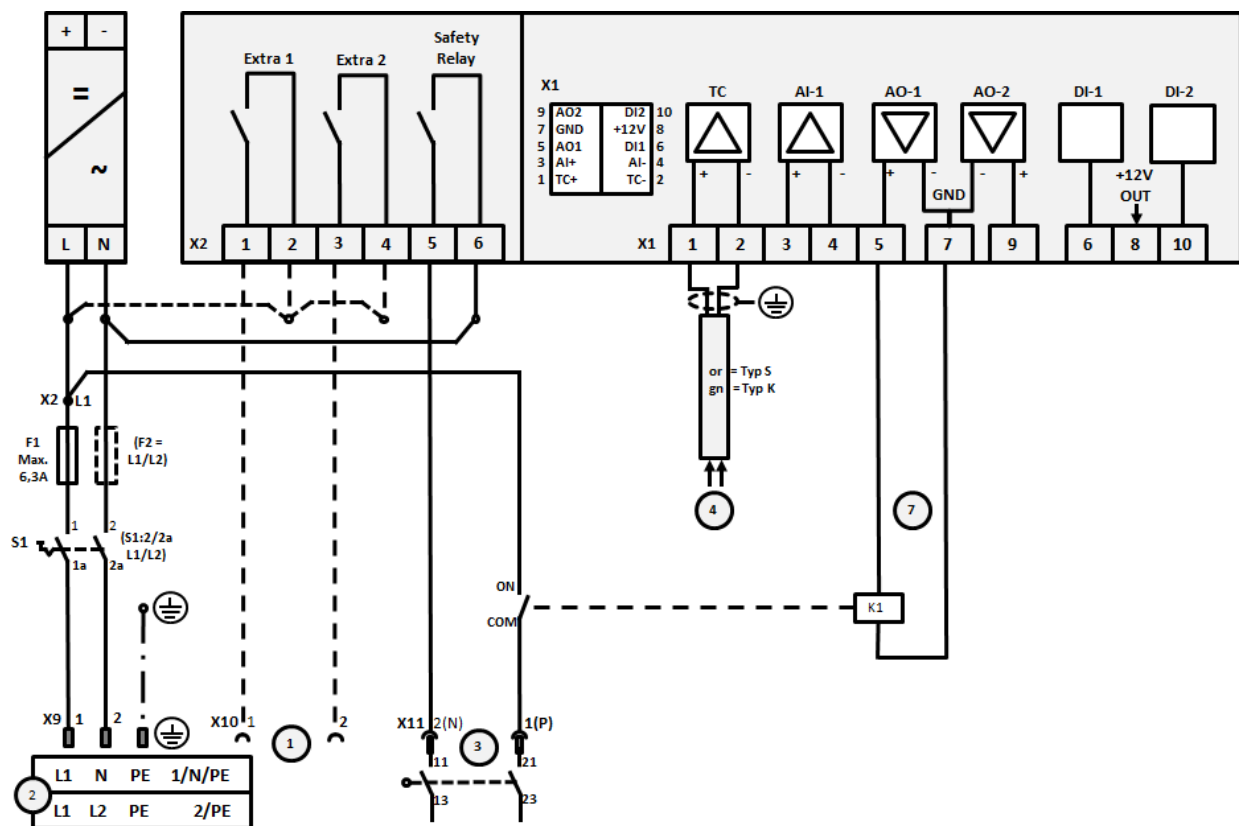 + -
=
~
L N
Extra 1
Extra 2
Safety
Relay
X2 1 2 3 4 5 6
X1
9 AO2 DI2 10
7 GND +12V 8
5 AO1 DI1 6
3 AI+ AI- 4
1 TC+ TC- 2
TC AI-1 AO-1 AO-2 DI-1 DI-2
+ - + - + - - +
GND
+12V
OUT
X1 1 2 3 4 5 7 9 6 8 10
or = Typ S
gn = Typ K
4
7
X2 L1
F1
Max.
6,3A
(F2 =
L1/L2)
S1
1 2
1a 2a
(S1:2/2a
L1/L2)
ON
COM
K1
X9 1 2
X10 1 2
1
X11 2(N) 1(P)
3
11 21
13 23
2
L1 N PE 1/N/PE
L1 L2 PE 2/PE